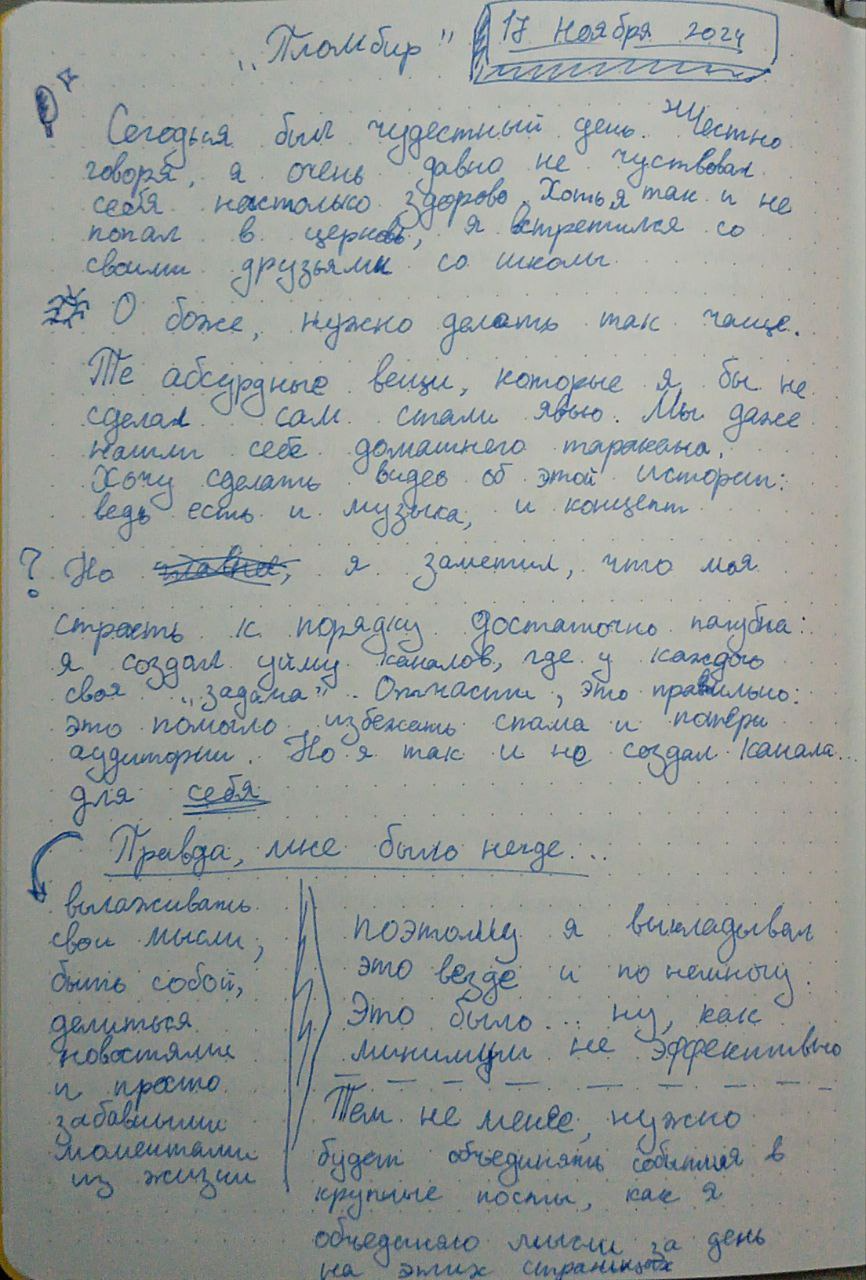 „Пломбир"
17 ноября 2024
Сегодня был чудестный день. Честно
говоря, я очень давно не чуствовал
себя настолько здорово. Хоть я так и не
попал в церковь, я встретился со
своими друзьями со школы
О боже, нужно делать так чаще.
Те абсурдные вещи, которые я бы не
сделал сам стали явью. Мы даже
нашли себе домашнего таракана.
Хочу сделать видео об этой истории:
ведь есть и музыка, и концепт
? Но главное, я заметил, что моя
страсть к порядку достаточно пагубна:
я создал уйму каналов, где у каждого
своя „задача". Отчасти, это правильно:
это помогло избежать спама и потери
аудитории. Но я так и не создал канала...
для себя
Правда, мне было негде...
вылаживать
свои мысли,
быть собой,
делиться
новостями
и просто
забавными
моментами
из жизни
поэтому я выкладывал
это везде и по немногу.
Это было... ну, как
минимум не эффективно
Тем не менее, нужно
будет объединять события в
крупные посты, как я
объединяю мысли за день
на этих страницах